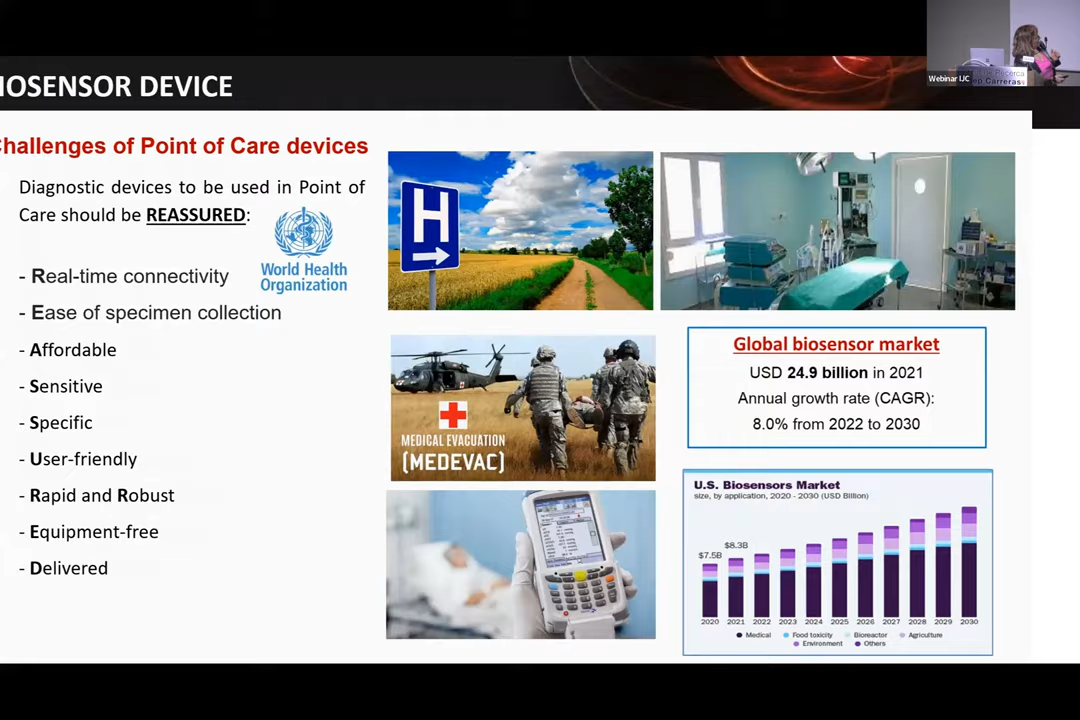 IOSENSOR DEVICE
Webinar IJC
Challenges of Point of Care devices
Diagnostic devices to be used in Point of
Care should be REASSURED:
World Health
Organization
- Real-time connectivity
- Ease of specimen collection
- Affordable
- Sensitive
- Specific
- User-friendly
- Rapid and Robust
- Equipment-free
- Delivered
H
MEDICAL EVACUATION
(MEDEVAC)
Global biosensor market
USD 24.9 billion in 2021
Annual growth rate (CAGR):
8.0% from 2022 to 2030
U.S. Biosensors Market
size, by application, 2020 - 2030 (USD Billion)
$7.5B
$8.3B
2020 2021 2022 2023 2024 2025 2026 2027 2028 2029 2030
Medical Food toxicity Bioreactor Agriculture
Environment Others